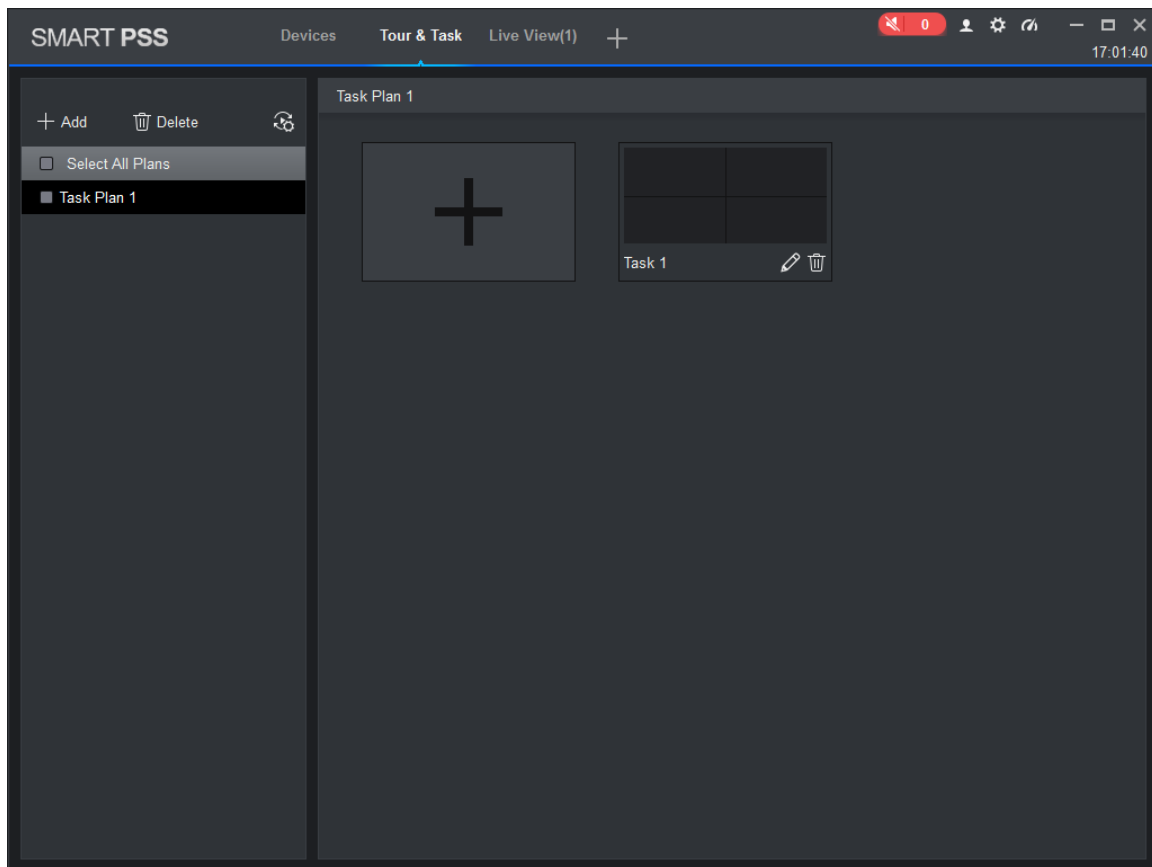 SMART PSS Devices Tour & Task Live View(1) 0
17:01:40
Task Plan 1
Add Delete
Select All Plans
Task Plan 1
Task 1